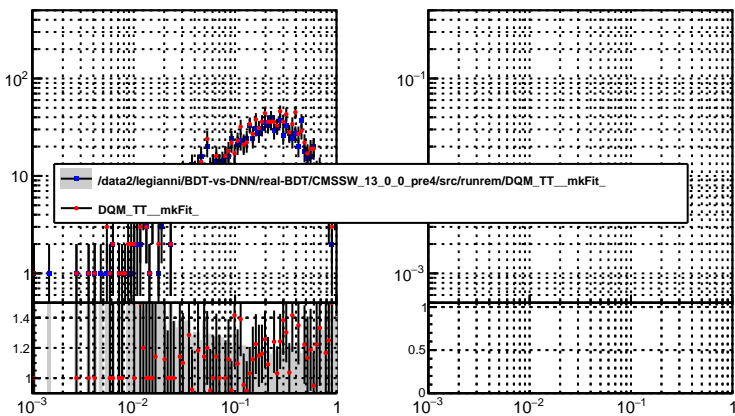 10²
10
1
1.4
1.2
1
10⁻³ 10⁻² 10⁻¹ 1
/data2/legianni/BDT-vs-DNN/real-BDT/CMSSW_13_0_0_pre4/src/runrem/DQM_TT__mkFit_
DQM_TT__mkFit_
10⁻¹
10⁻³
1
0.5
0
10⁻³ 10⁻² 10⁻¹ 1